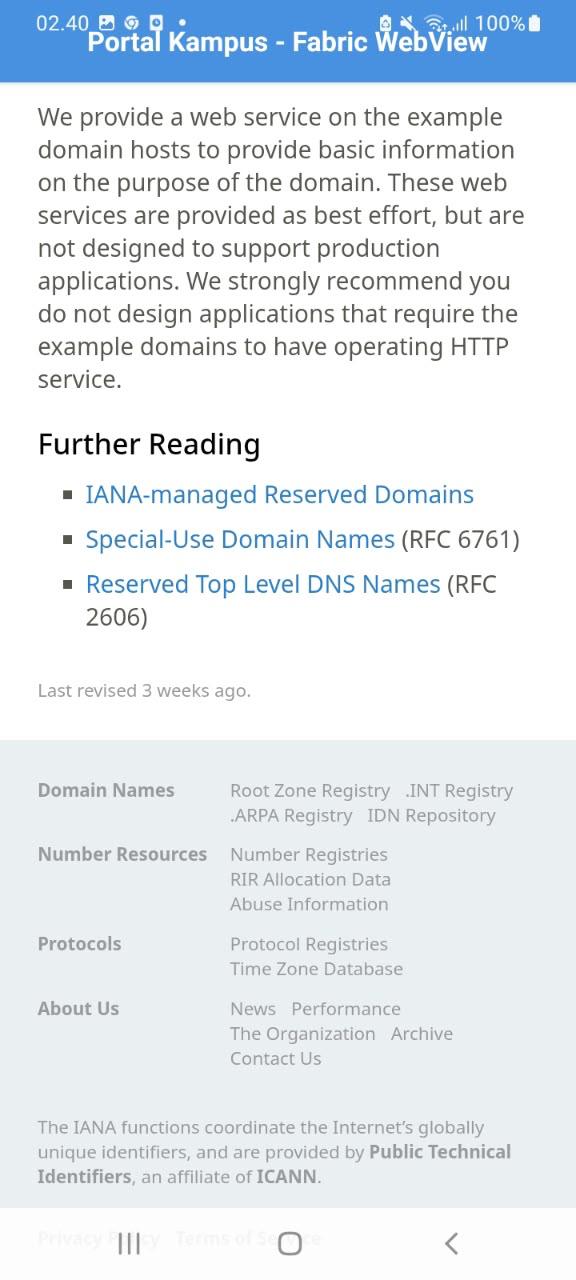 02.40
100%
Portal Kampus - Fabric WebView
We provide a web service on the example
domain hosts to provide basic information
on the purpose of the domain. These web
services are provided as best effort, but are
not designed to support production
applications. We strongly recommend you
do not design applications that require the
example domains to have operating HTTP
service.
Further Reading
IANA-managed Reserved Domains
Special-Use Domain Names (RFC 6761)
Reserved Top Level DNS Names (RFC
2606)
Last revised 3 weeks ago.
Domain Names Root Zone Registry .INT Registry
.ARPA Registry IDN Repository
Number Resources Number Registries
RIR Allocation Data
Abuse Information
Protocols Protocol Registries
Time Zone Database
About Us News Performance
The Organization Archive
Contact Us
The IANA functions coordinate the Internet’s globally
unique identifiers, and are provided by Public Technical
Identifiers, an affiliate of ICANN.
Privacy Policy Terms of Service